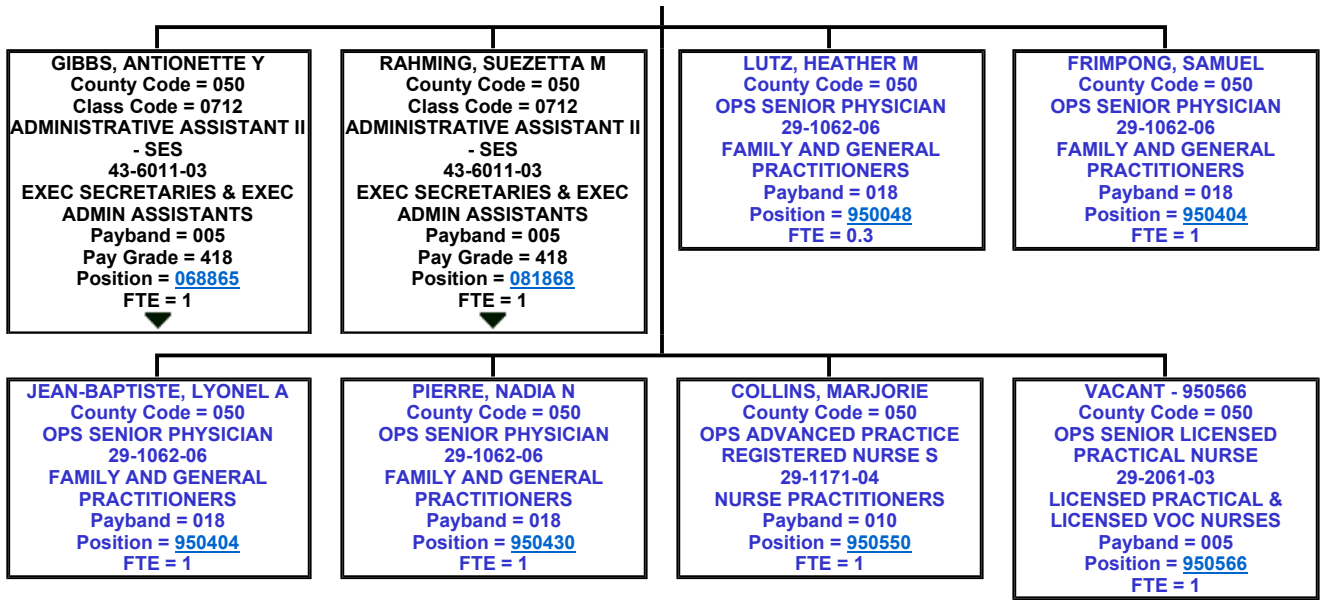 GIBBS, ANTIONETTE Y
County Code = 050
Class Code = 0712
ADMINISTRATIVE ASSISTANT II
- SES
43-6011-03
EXEC SECRETARIES & EXEC
ADMIN ASSISTANTS
Payband = 005
Pay Grade = 418
Position = 068865
FTE = 1
RAHMING, SUEZETTA M
County Code = 050
Class Code = 0712
ADMINISTRATIVE ASSISTANT II
- SES
43-6011-03
EXEC SECRETARIES & EXEC
ADMIN ASSISTANTS
Payband = 005
Pay Grade = 418
Position = 081868
FTE = 1
LUTZ, HEATHER M
County Code = 050
OPS SENIOR PHYSICIAN
29-1062-06
FAMILY AND GENERAL
PRACTITIONERS
Payband = 018
Position = 950048
FTE = 0.3
FRIMPONG, SAMUEL
County Code = 050
OPS SENIOR PHYSICIAN
29-1062-06
FAMILY AND GENERAL
PRACTITIONERS
Payband = 018
Position = 950404
FTE = 1
JEAN-BAPTISTE, LYONEL A
County Code = 050
OPS SENIOR PHYSICIAN
29-1062-06
FAMILY AND GENERAL
PRACTITIONERS
Payband = 018
Position = 950404
FTE = 1
PIERRE, NADIA N
County Code = 050
OPS SENIOR PHYSICIAN
29-1062-06
FAMILY AND GENERAL
PRACTITIONERS
Payband = 018
Position = 950430
FTE = 1
COLLINS, MARJORIE
County Code = 050
OPS ADVANCED PRACTICE
REGISTERED NURSE S
29-1171-04
NURSE PRACTITIONERS
Payband = 010
Position = 950550
FTE = 1
VACANT - 950566
County Code = 050
OPS SENIOR LICENSED
PRACTICAL NURSE
29-2061-03
LICENSED PRACTICAL &
LICENSED VOC NURSES
Payband = 005
Position = 950566
FTE = 1